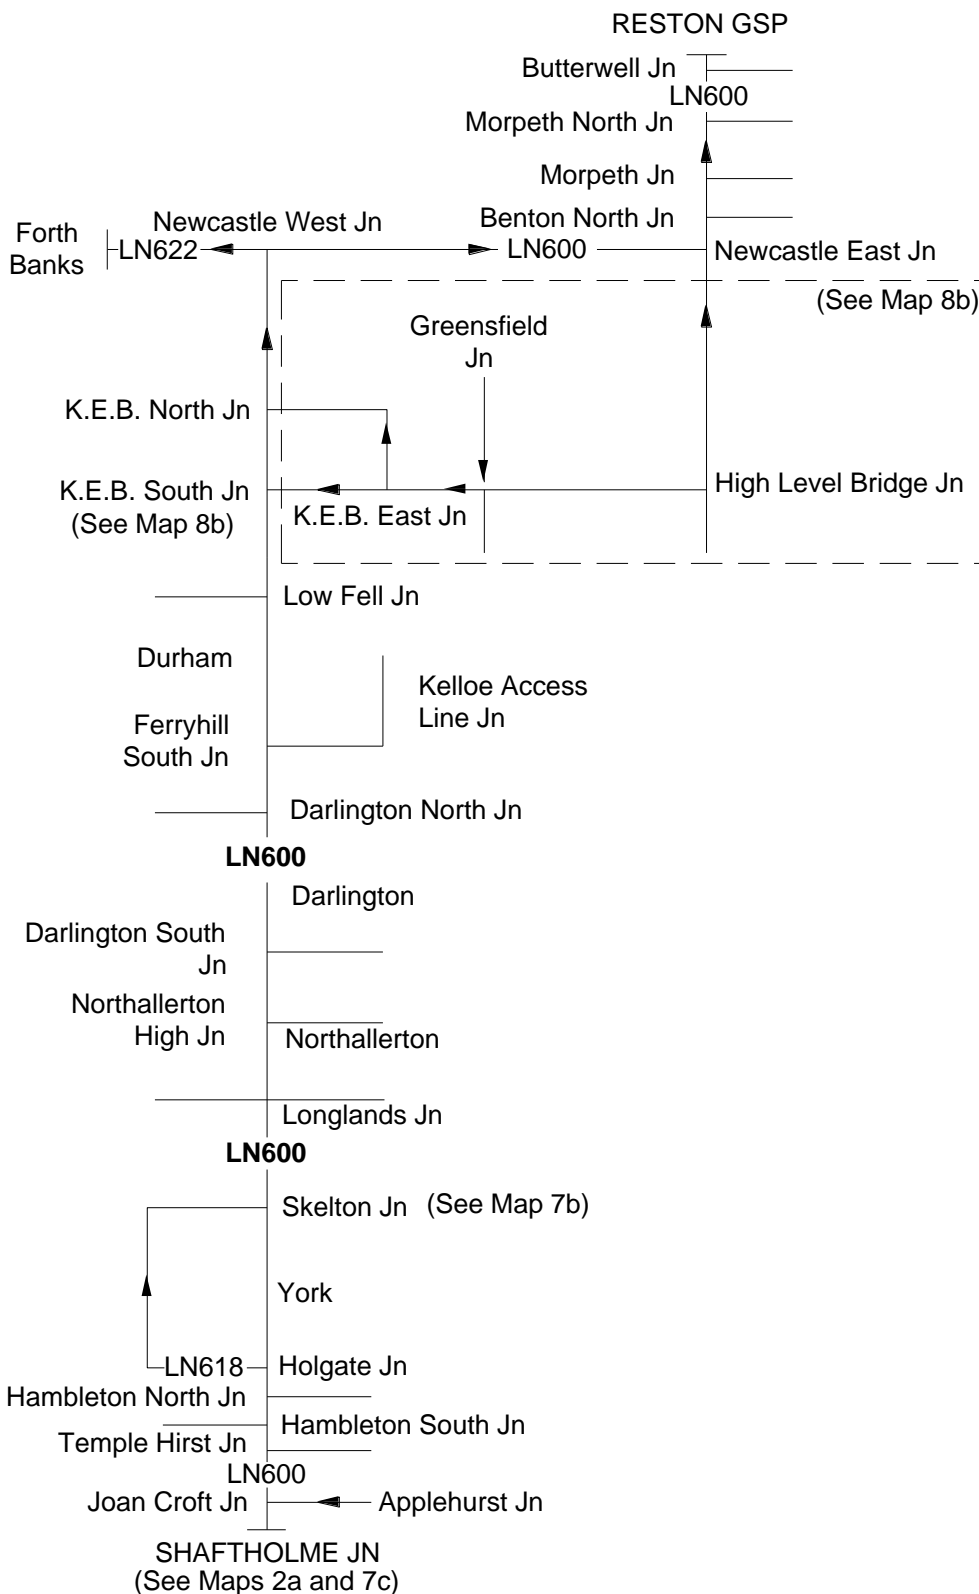 RESTON GSP
Butterwell Jn
LN600
Morpeth North Jn
Morpeth Jn
Benton North Jn
Newcastle West Jn
Forth
Banks
LN622
LN600
Newcastle East Jn
(See Map 8b)
Greensfield
Jn
K.E.B. North Jn
K.E.B. South Jn
(See Map 8b)
K.E.B. East Jn
High Level Bridge Jn
Low Fell Jn
Durham
Kelloe Access
Line Jn
Ferryhill
South Jn
Darlington North Jn
LN600
Darlington
Darlington South
Jn
Northallerton
High Jn
Northallerton
Longlands Jn
LN600
Skelton Jn
(See Map 7b)
York
LN618
Holgate Jn
Hambleton North Jn
Hambleton South Jn
Temple Hirst Jn
LN600
Joan Croft Jn
Applehurst Jn
SHAFTHOLME JN
(See Maps 2a and 7c)